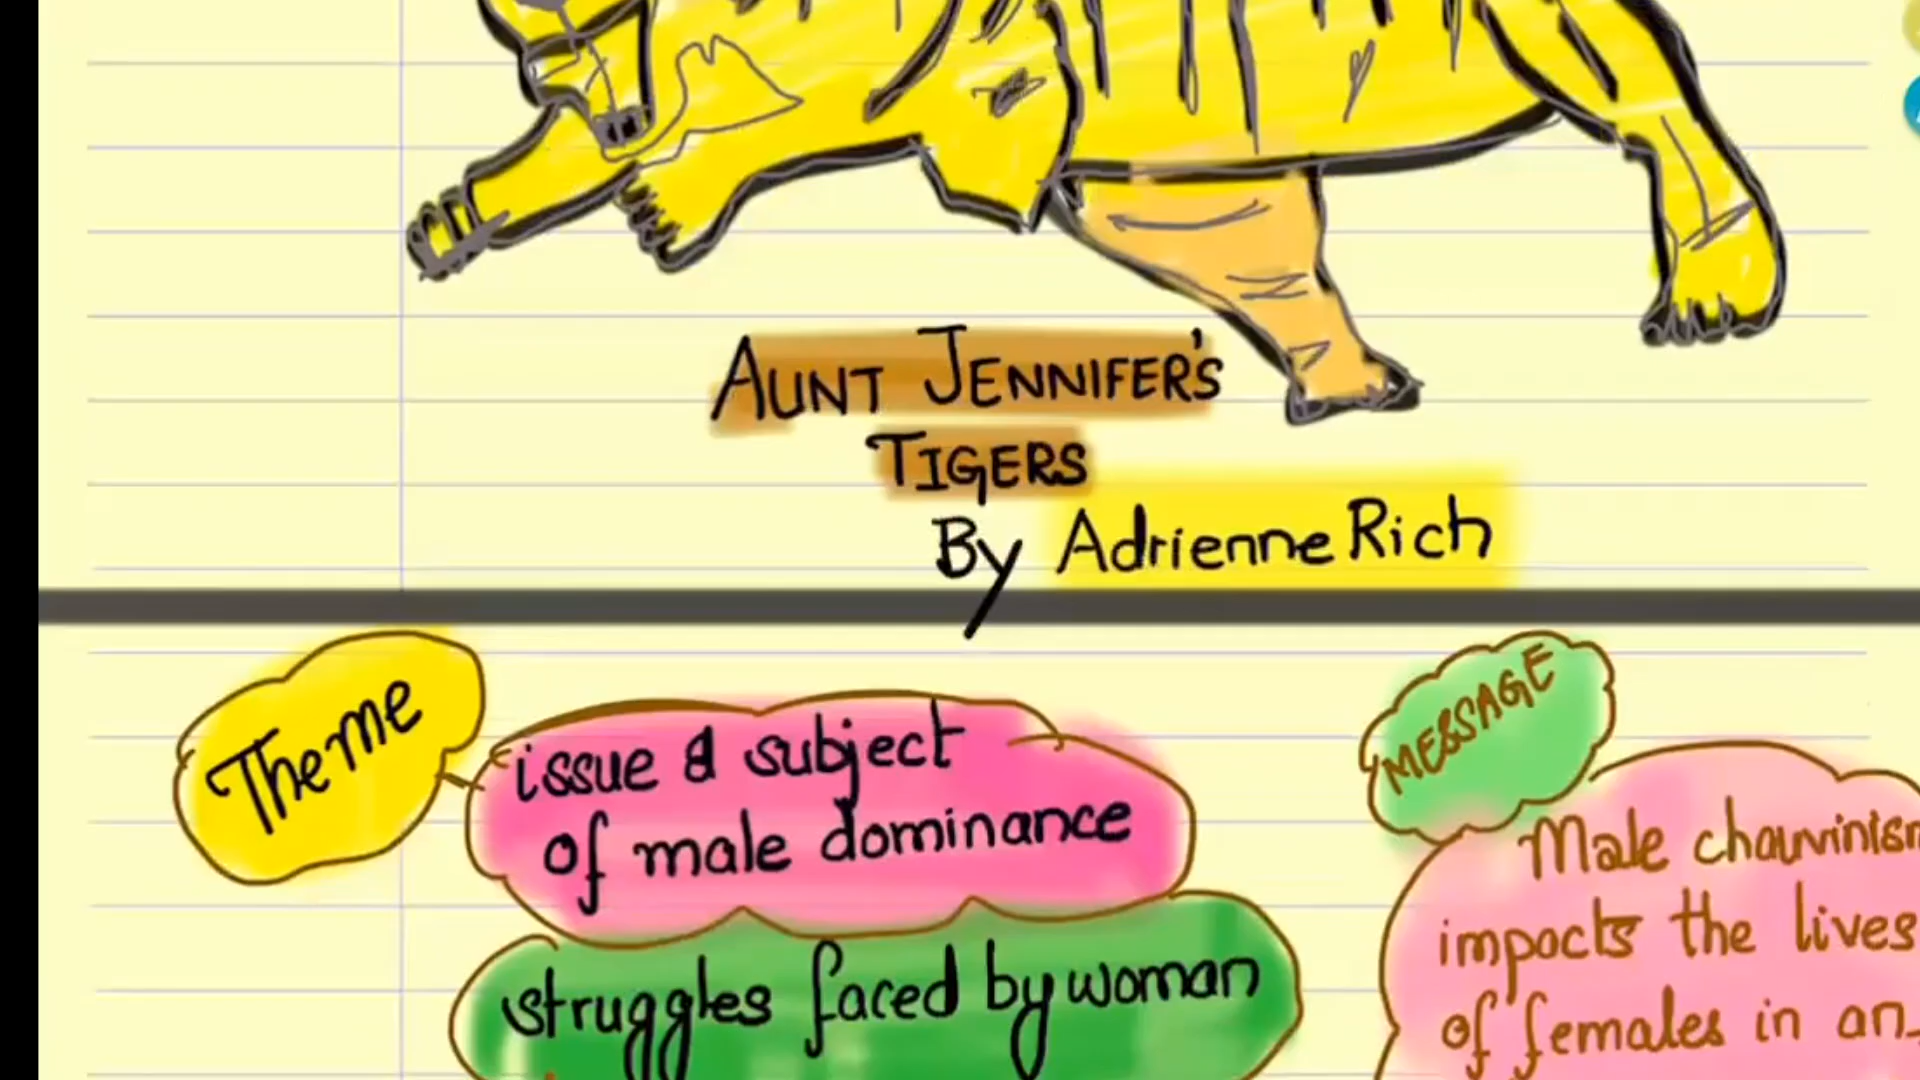 AUNT JENNIFER'S
TIGERS
By Adrienne Rich
Theme
issue & subject
of male dominance
struggles faced by woman
MESSAGE
Male chauvinism
impacts the lives
of females in an